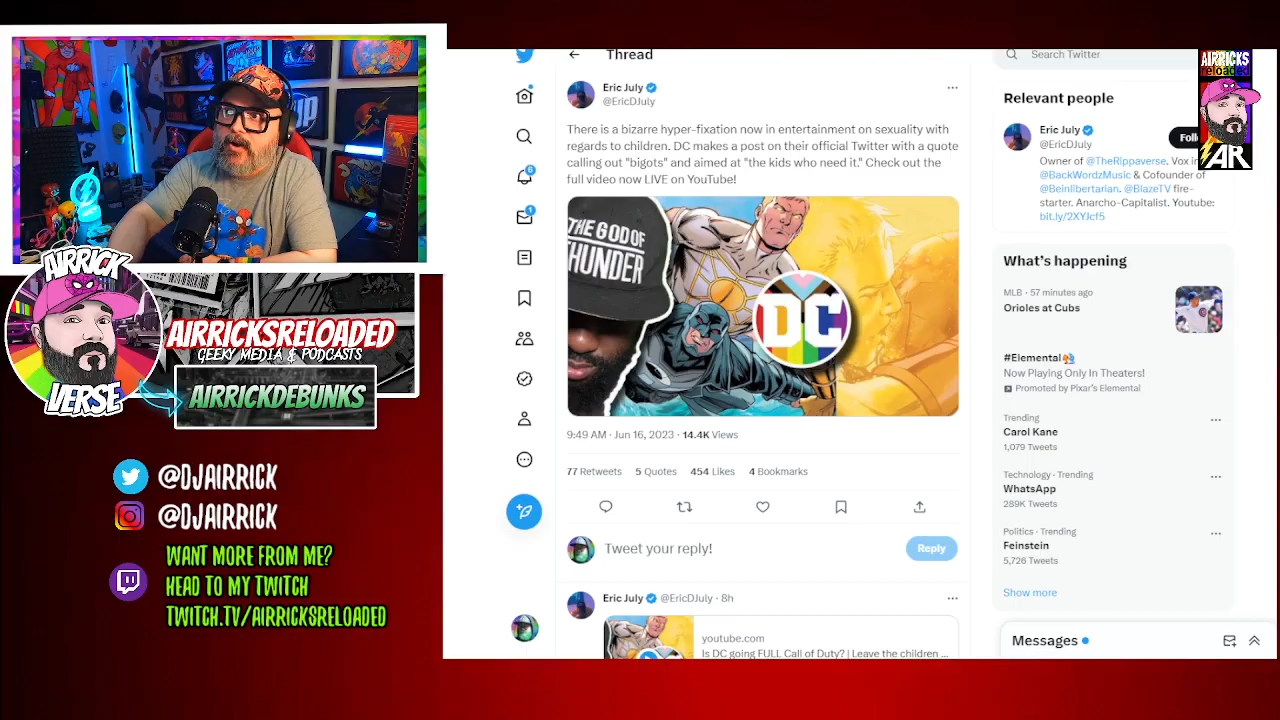 AIRRICK
VERSE
AIRRICKSRELOADED
GEEKY MEDIA & PODCASTS
AIRRICKDEBUNKS
@DJAIRRICK
@DJAIRRICK
WANT MORE FROM ME?
HEAD TO MY TWITCH
TWITCH.TV/AIRRICKSRELOADED
Thread
Eric July
@EricDJuly
There is a bizarre hyper-fixation now in entertainment on sexuality with
regards to children. DC makes a post on their official Twitter with a quote
calling out "bigots" and aimed at "the kids who need it." Check out the
full video now LIVE on YouTube!
THE GOD OF
THUNDER
DC
9:49 AM · Jun 16, 2023 · 14.4K Views
77 Retweets 5 Quotes 454 Likes 4 Bookmarks
Tweet your reply!
Reply
Eric July @EricDJuly · 8h
youtube.com
Is DC going FULL Call of Duty? | Leave the children ...
6
1
Search Twitter
AIRRICKS
reloaded
AR
Relevant people
Eric July
@EricDJuly
Foll
Owner of @TheRippaverse. Vox in
@BackWordzMusic & Cofounder of
@Beinlibertarian. @BlazeTV fire-
starter. Anarcho-Capitalist. Youtube:
bit.ly/2XYJcf5
What's happening
MLB · 57 minutes ago
Orioles at Cubs
#Elemental
Now Playing Only In Theaters!
Promoted by Pixar's Elemental
Trending
Carol Kane
1,079 Tweets
Technology · Trending
WhatsApp
289K Tweets
Politics · Trending
Feinstein
5,726 Tweets
Show more
Messages